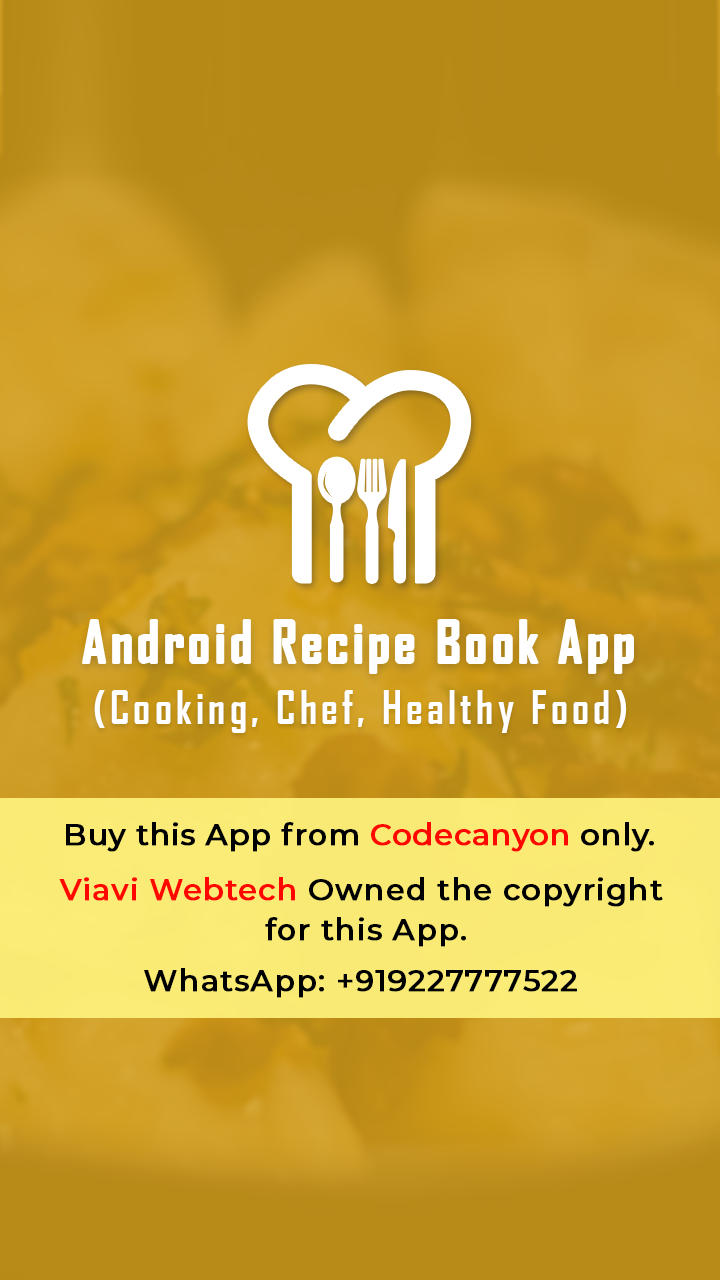 Android Recipe Book App
(Cooking, Chef, Healthy Food)
Buy this App from Codecanyon only.
Viavi Webtech Owned the copyright
for this App.
WhatsApp: +919227777522